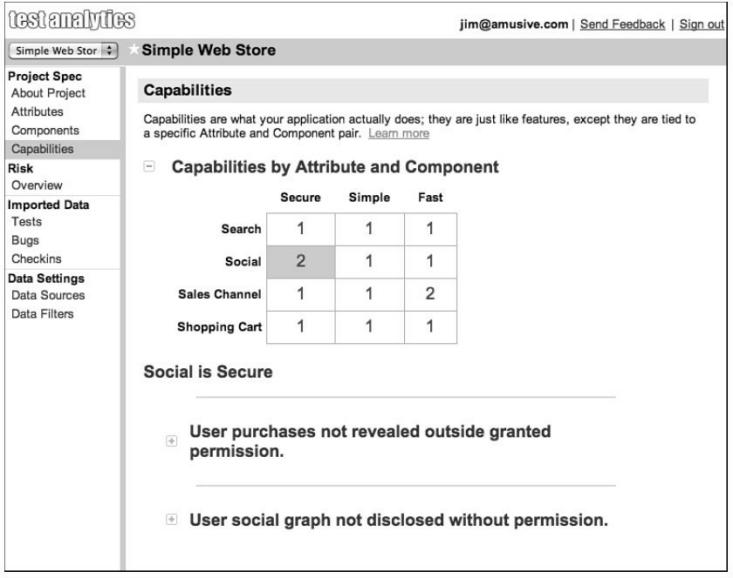 test analytics
jim@amusive.com | Send Feedback | Sign out
Simple Web Stor
Simple Web Store
Project Spec
About Project
Attributes
Components
Capabilities
Risk
Overview
Imported Data
Tests
Bugs
Checkins
Data Settings
Data Sources
Data Filters
Capabilities
Capabilities are what your application actually does; they are just like features, except they are tied to
a specific Attribute and Component pair. Learn more
Capabilities by Attribute and Component
Secure Simple Fast
Search 1 1 1
Social 2 1 1
Sales Channel 1 1 2
Shopping Cart 1 1 1
Social is Secure
User purchases not revealed outside granted
permission.
User social graph not disclosed without permission.